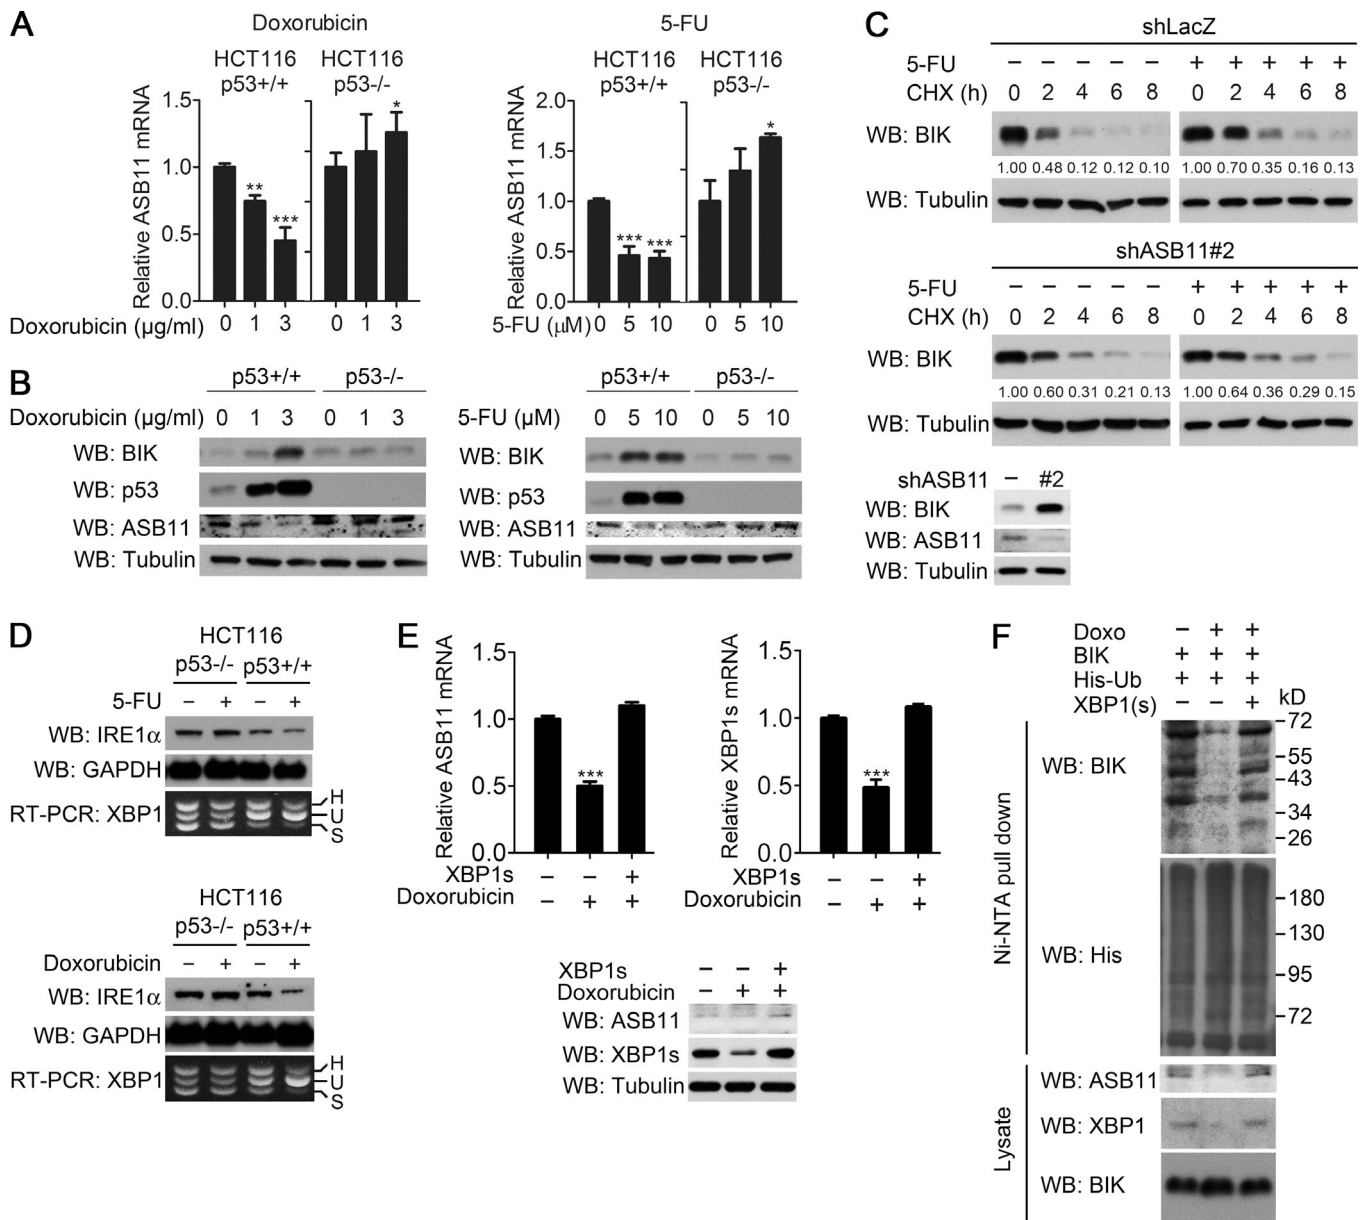 A
Doxorubicin
HCT116
p53+/+
HCT116
p53-/-
Relative ASB11 mRNA
1.5
1.0
0.5
0.0
**
***
*
Doxorubicin (µg/ml) 0 1 3 0 1 3
5-FU
HCT116
p53+/+
HCT116
p53-/-
Relative ASB11 mRNA
2.0
1.5
1.0
0.5
0.0
***
***
*
5-FU (µM) 0 5 10 0 5 10
B
p53+/+ p53-/-
Doxorubicin (µg/ml) 0 1 3 0 1 3
WB: BIK
WB: p53
WB: ASB11
WB: Tubulin
p53+/+ p53-/-
5-FU (µM) 0 5 10 0 5 10
WB: BIK
WB: p53
WB: ASB11
WB: Tubulin
C
shLacZ
5-FU − − − − − + + + + +
CHX (h) 0 2 4 6 8 0 2 4 6 8
WB: BIK
1.00 0.48 0.12 0.12 0.10 1.00 0.70 0.35 0.16 0.13
WB: Tubulin
shASB11#2
5-FU − − − − − + + + + +
CHX (h) 0 2 4 6 8 0 2 4 6 8
WB: BIK
1.00 0.60 0.31 0.21 0.13 1.00 0.64 0.36 0.29 0.15
WB: Tubulin
shASB11 − #2
WB: BIK
WB: ASB11
WB: Tubulin
D
HCT116
p53-/- p53+/+
5-FU − + − +
WB: IRE1α
WB: GAPDH
RT-PCR: XBP1
H
U
S
HCT116
p53-/- p53+/+
Doxorubicin − + − +
WB: IRE1α
WB: GAPDH
RT-PCR: XBP1
H
U
S
E
Relative ASB11 mRNA
1.5
1.0
0.5
0.0
***
XBP1s − − +
Doxorubicin − + +
Relative XBP1s mRNA
1.5
1.0
0.5
0.0
***
XBP1s − − +
Doxorubicin − + +
XBP1s − − +
Doxorubicin − + +
WB: ASB11
WB: XBP1s
WB: Tubulin
F
Doxo − + +
BIK + + +
His-Ub + + +
XBP1(s) − − +
kD
Ni-NTA pull down
WB: BIK
72
55
43
34
26
WB: His
180
130
95
72
Lysate
WB: ASB11
WB: XBP1
WB: BIK